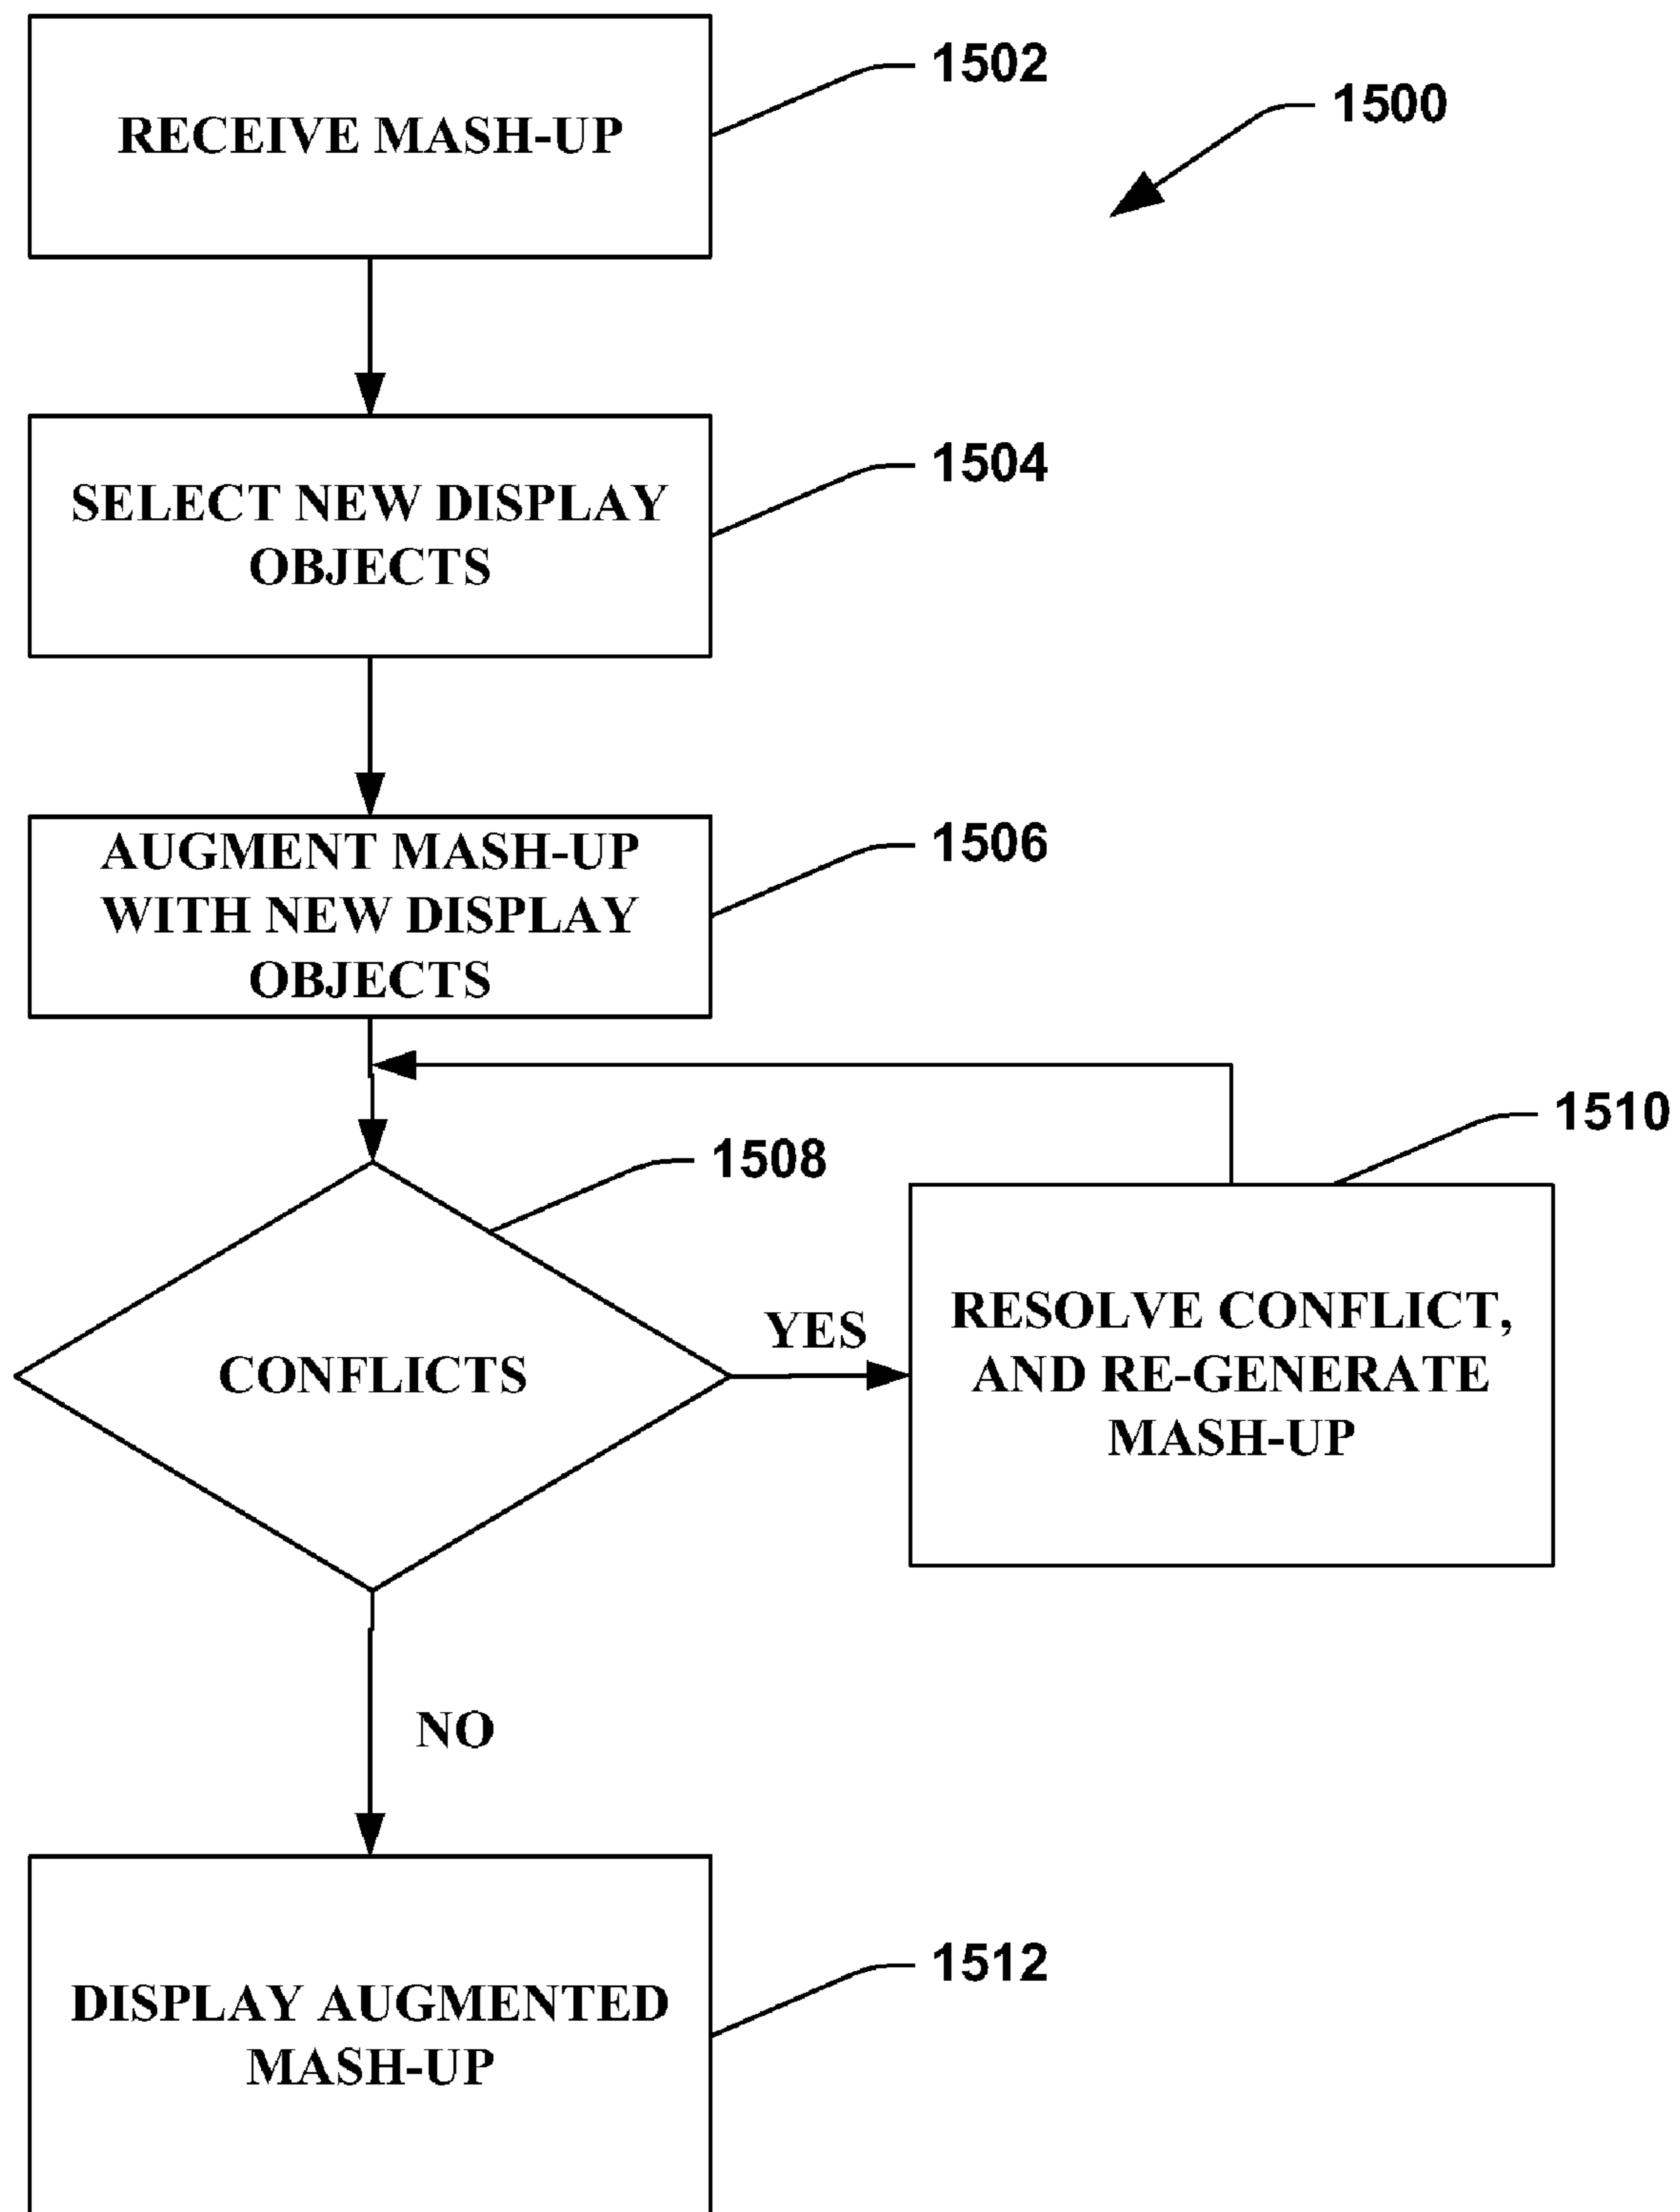 RECEIVE MASH-UP
1502
1500
SELECT NEW DISPLAY
OBJECTS
1504
AUGMENT MASH-UP
WITH NEW DISPLAY
OBJECTS
1506
CONFLICTS
1508
YES
RESOLVE CONFLICT,
AND RE-GENERATE
MASH-UP
1510
NO
DISPLAY AUGMENTED
MASH-UP
1512